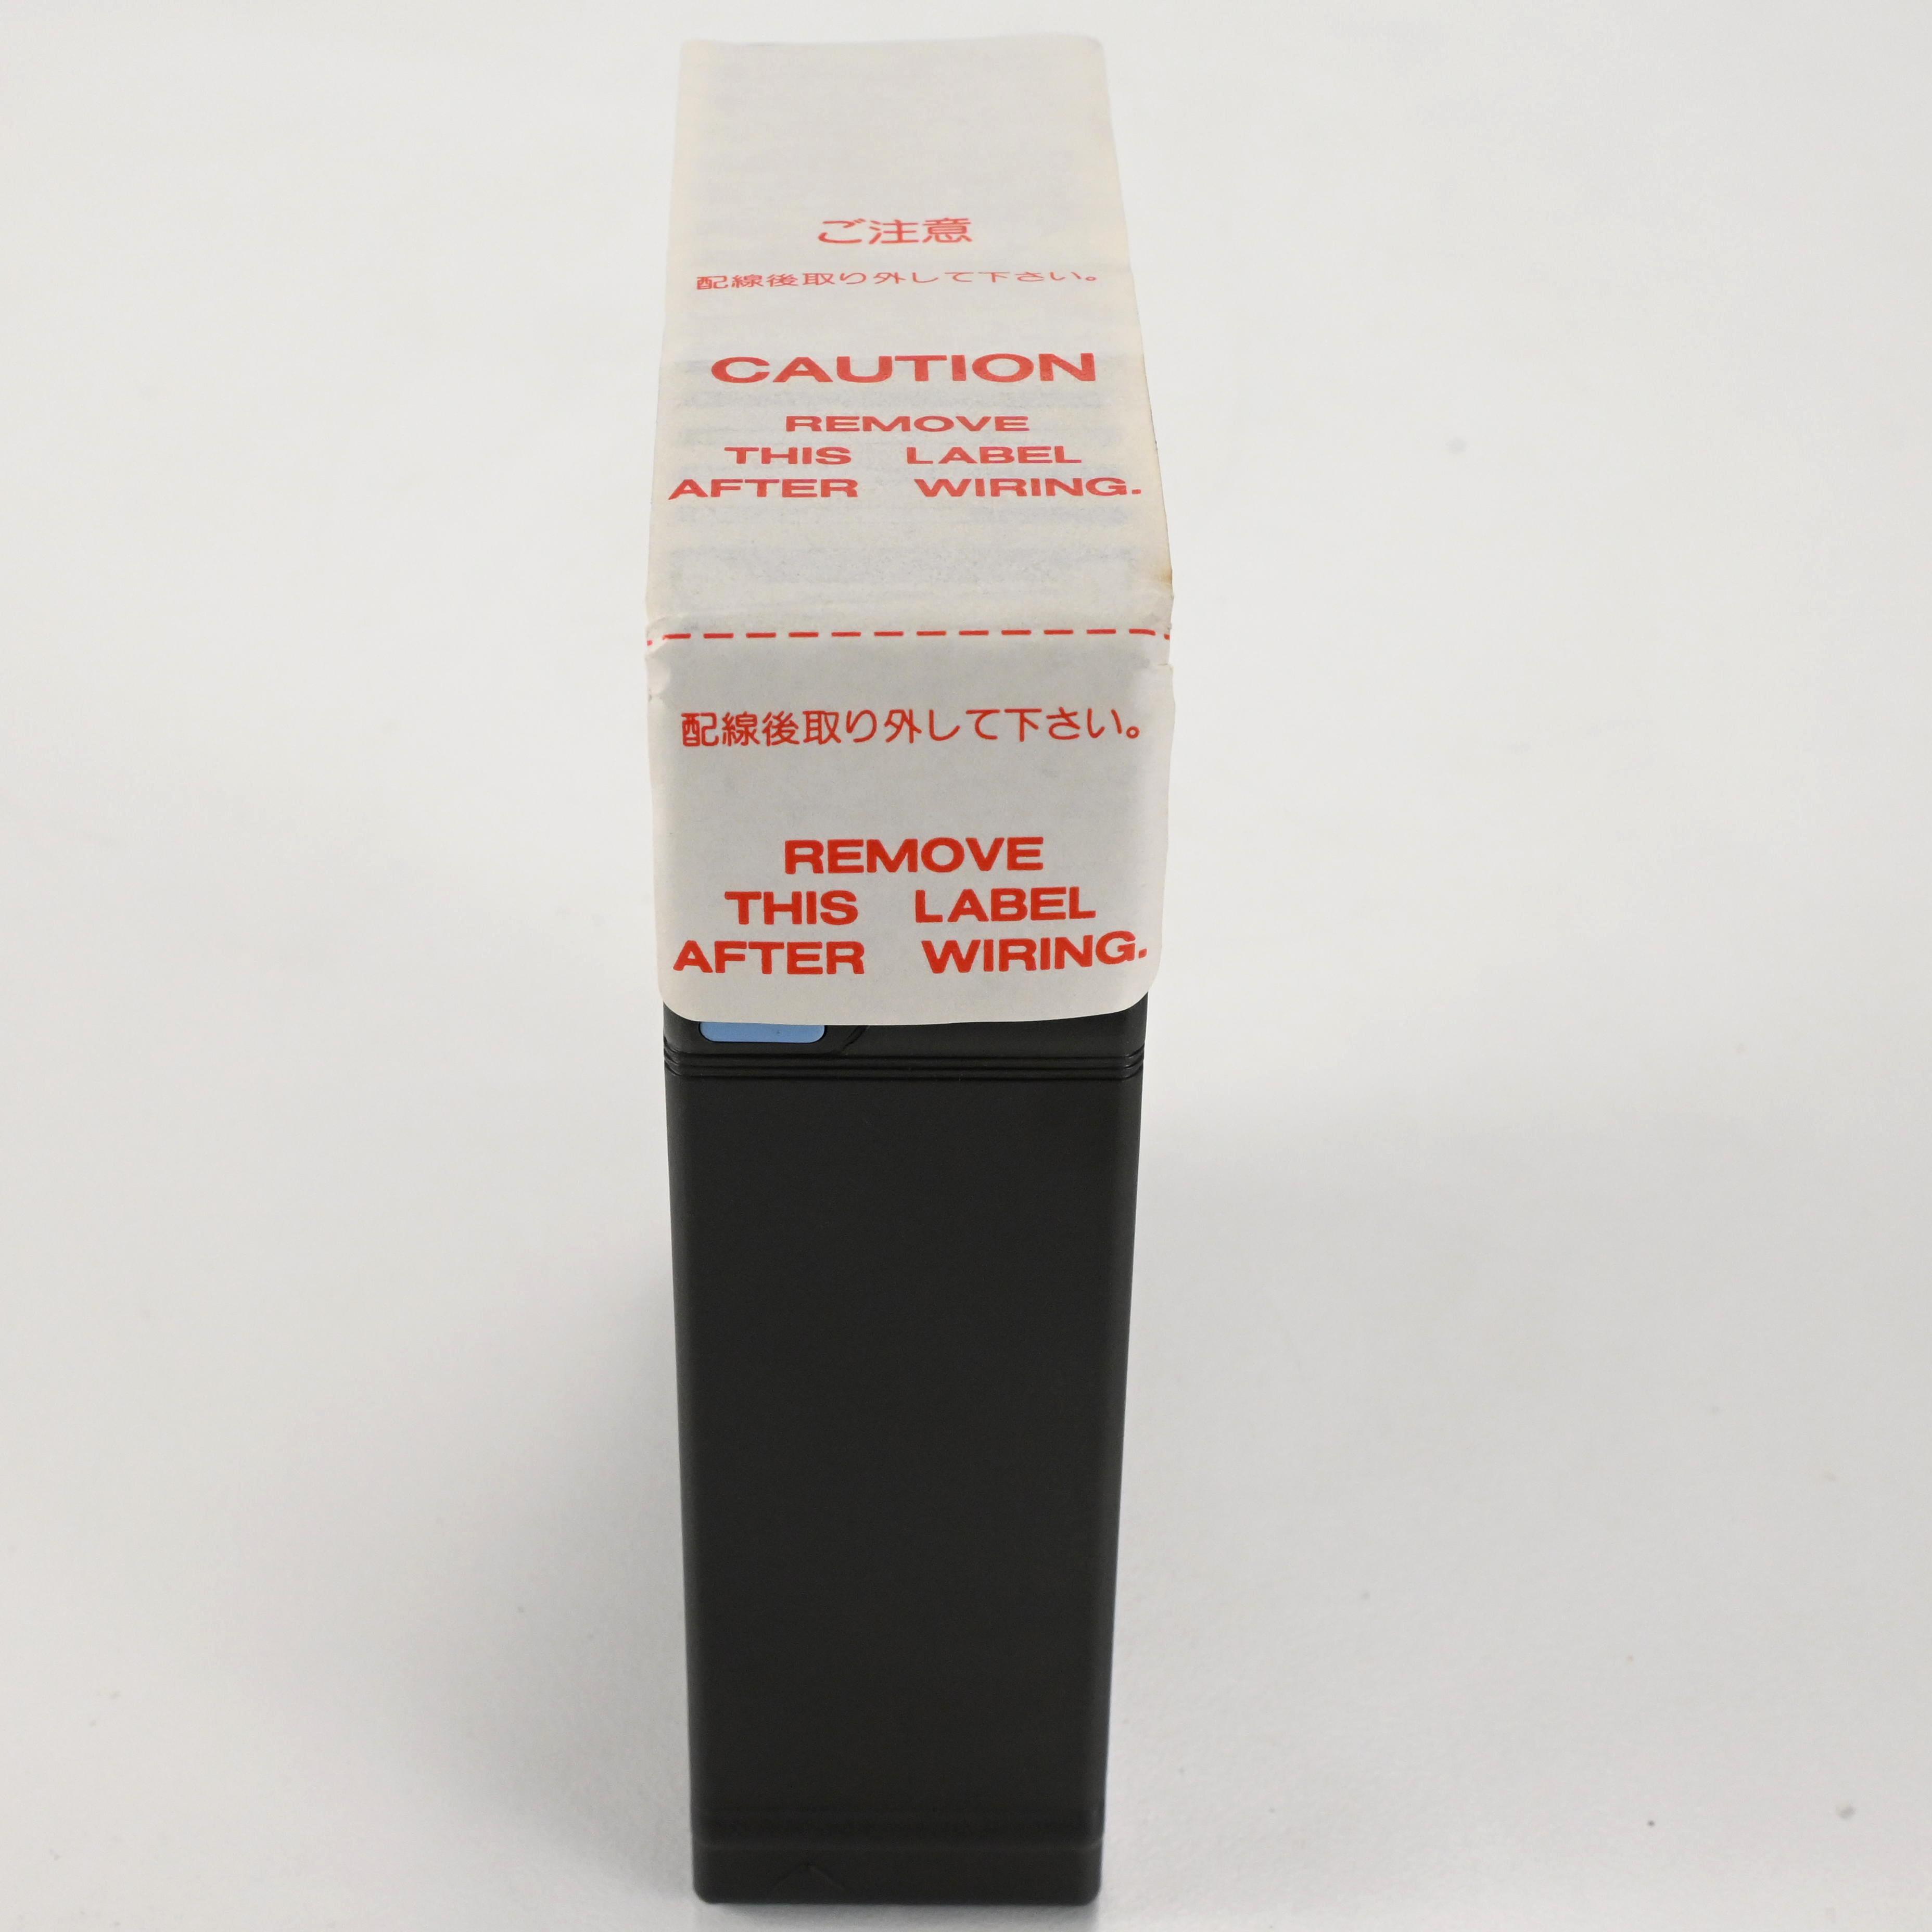 ご注意
配線後取り外して下さい。
CAUTION
REMOVE
THIS LABEL
AFTER WIRING.
配線後取り外して下さい。
REMOVE
THIS LABEL
AFTER WIRING.